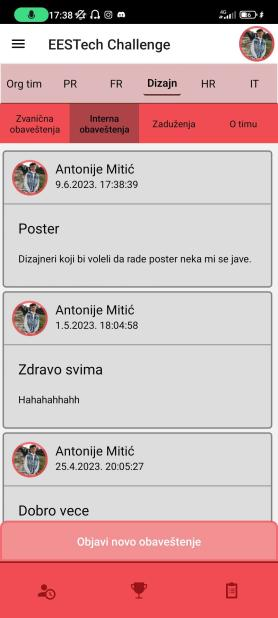 17:38
4G
6
EESTech Challenge
Org tim PR FR Dizajn HR IT
Zvanična obaveštenja
Interna obaveštenja
Zaduženja
O timu
Antonije Mitić
9.6.2023. 17:38:39
Poster
Dizajneri koji bi voleli da rade poster neka mi se jave.
Antonije Mitić
1.5.2023. 18:04:58
Zdravo svima
Hahahahhahh
Antonije Mitić
25.4.2023. 20:05:27
Dobro vece
Objavi novo obaveštenje